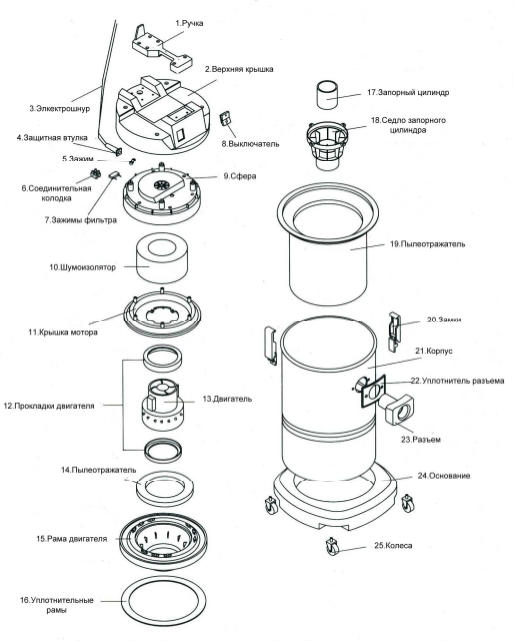 1.Ручка
2.Верхняя крышка
3.Элкектрошнур
4.Защитная втулка
5.Зажим
6.Соединительная
колодка
7.Зажимы фильтра
8.Выключатель
9.Сфера
10.Шумоизолятор
11.Крышка мотора
12.Прокладки двигателя
13.Двигатель
14.Пылеотражатель
15.Рама двигателя
16.Уплотнительные
рамы
17.Запорный цилиндр
18.Седло запорного
цилиндра
19.Пылеотражатель
20.Замки
21.Корпус
22.Уплотнитель разъема
23.Разъем
24.Основание
25.Колеса